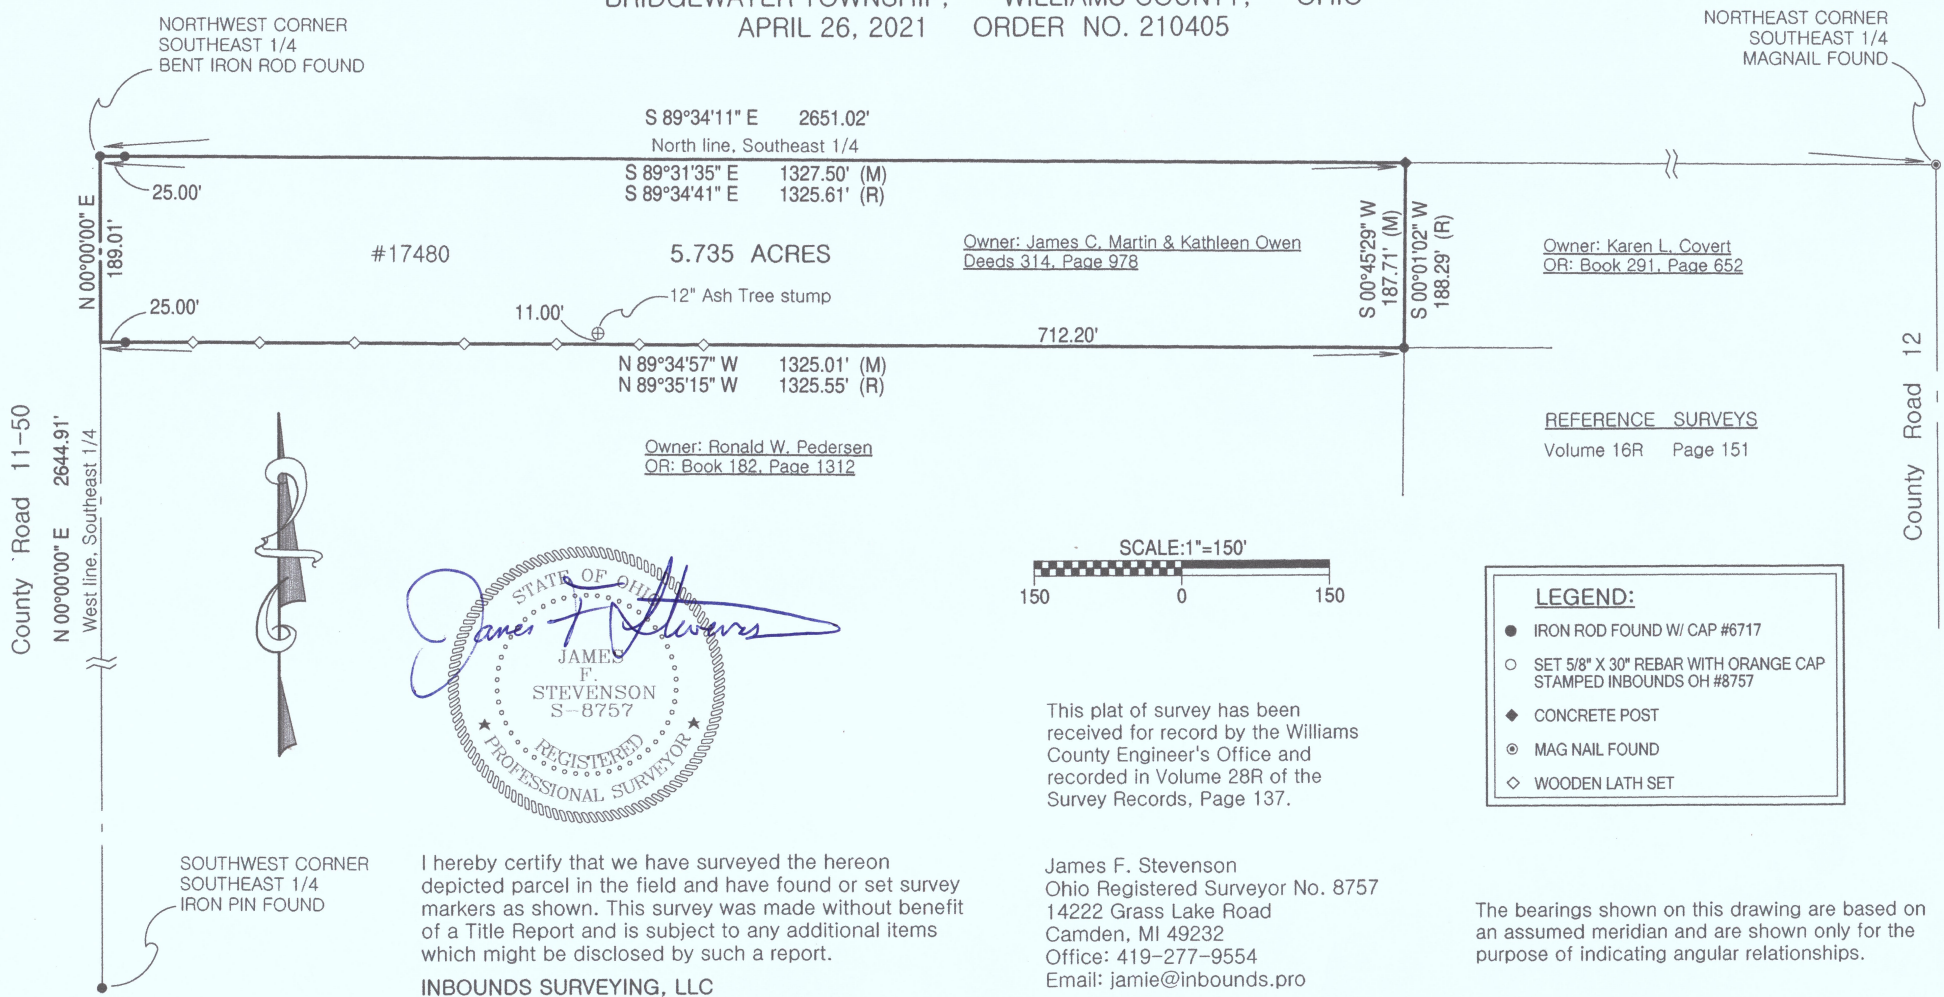 BRIDGEWATER TOWNSHIP, WILLIAMS COUNTY, OHIO
APRIL 26, 2021 ORDER NO. 210405
NORTHWEST CORNER
SOUTHEAST 1/4
BENT IRON ROD FOUND
NORTHEAST CORNER
SOUTHEAST 1/4
MAGNAIL FOUND
S 89°34'11" E 2651.02'
North line, Southeast 1/4
S 89°31'35" E 1327.50' (M)
S 89°34'41" E 1325.61' (R)
25.00'
N 00°00'00" E
189.01'
#17480
5.735 ACRES
Owner: James C. Martin & Kathleen Owen
Deeds 314, Page 978
S 00°45'29" W
187.71' (M)
S 00°01'02" W
188.29' (R)
Owner: Karen L. Covert
OR: Book 291, Page 652
25.00'
11.00'
12" Ash Tree stump
712.20'
N 89°34'57" W 1325.01' (M)
N 89°35'15" W 1325.55' (R)
County Road 11-50
N 00°00'00" E 2644.91'
West line, Southeast 1/4
Owner: Ronald W. Pedersen
OR: Book 182, Page 1312
County Road 12
REFERENCE SURVEYS
Volume 16R Page 151
SCALE:1"=150'
150 0 150
LEGEND:
IRON ROD FOUND W/ CAP #6717
SET 5/8" X 30" REBAR WITH ORANGE CAP
STAMPED INBOUNDS OH #8757
CONCRETE POST
MAG NAIL FOUND
WOODEN LATH SET
STATE OF OHIO
James F. Stevenson
JAMES
F.
STEVENSON
S-8757
REGISTERED
PROFESSIONAL SURVEYOR
This plat of survey has been
received for record by the Williams
County Engineer's Office and
recorded in Volume 28R of the
Survey Records, Page 137.
SOUTHWEST CORNER
SOUTHEAST 1/4
IRON PIN FOUND
I hereby certify that we have surveyed the hereon
depicted parcel in the field and have found or set survey
markers as shown. This survey was made without benefit
of a Title Report and is subject to any additional items
which might be disclosed by such a report.
INBOUNDS SURVEYING, LLC
James F. Stevenson
Ohio Registered Surveyor No. 8757
14222 Grass Lake Road
Camden, MI 49232
Office: 419-277-9554
Email: jamie@inbounds.pro
The bearings shown on this drawing are based on
an assumed meridian and are shown only for the
purpose of indicating angular relationships.